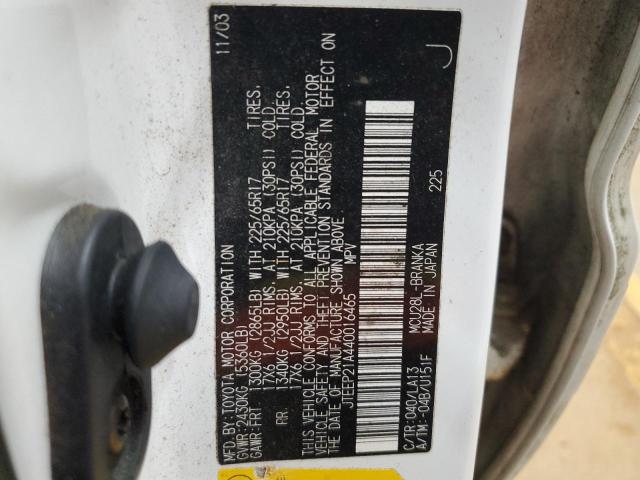 MFD.BY:TOYOTA MOTOR CORPORATION 11/03
GVWR:2430KG(5360LB)
GAWR:FRT 1300KG (2865LB) WITH 225/65R17 TIRES,
17X6 1/2JJ RIMS, AT 210KPA (30PSI) COLD.
RR. 1340KG (2950LB) WITH 225/65R17 TIRES,
17X6 1/2JJ RIMS, AT 210KPA (30PSI) COLD.
THIS VEHICLE CONFORMS TO ALL APPLICABLE FEDERAL MOTOR
VEHICLE SAFETY AND THEFT PREVENTION STANDARDS IN EFFECT ON
THE DATE OF MANUFACTURE SHOWN ABOVE.
JTEEP21A440016465 MPV
J
225
C/TR:040/LA13 MCU28L-BRANKA
A/TM:-04B/U151F MADE IN JAPAN